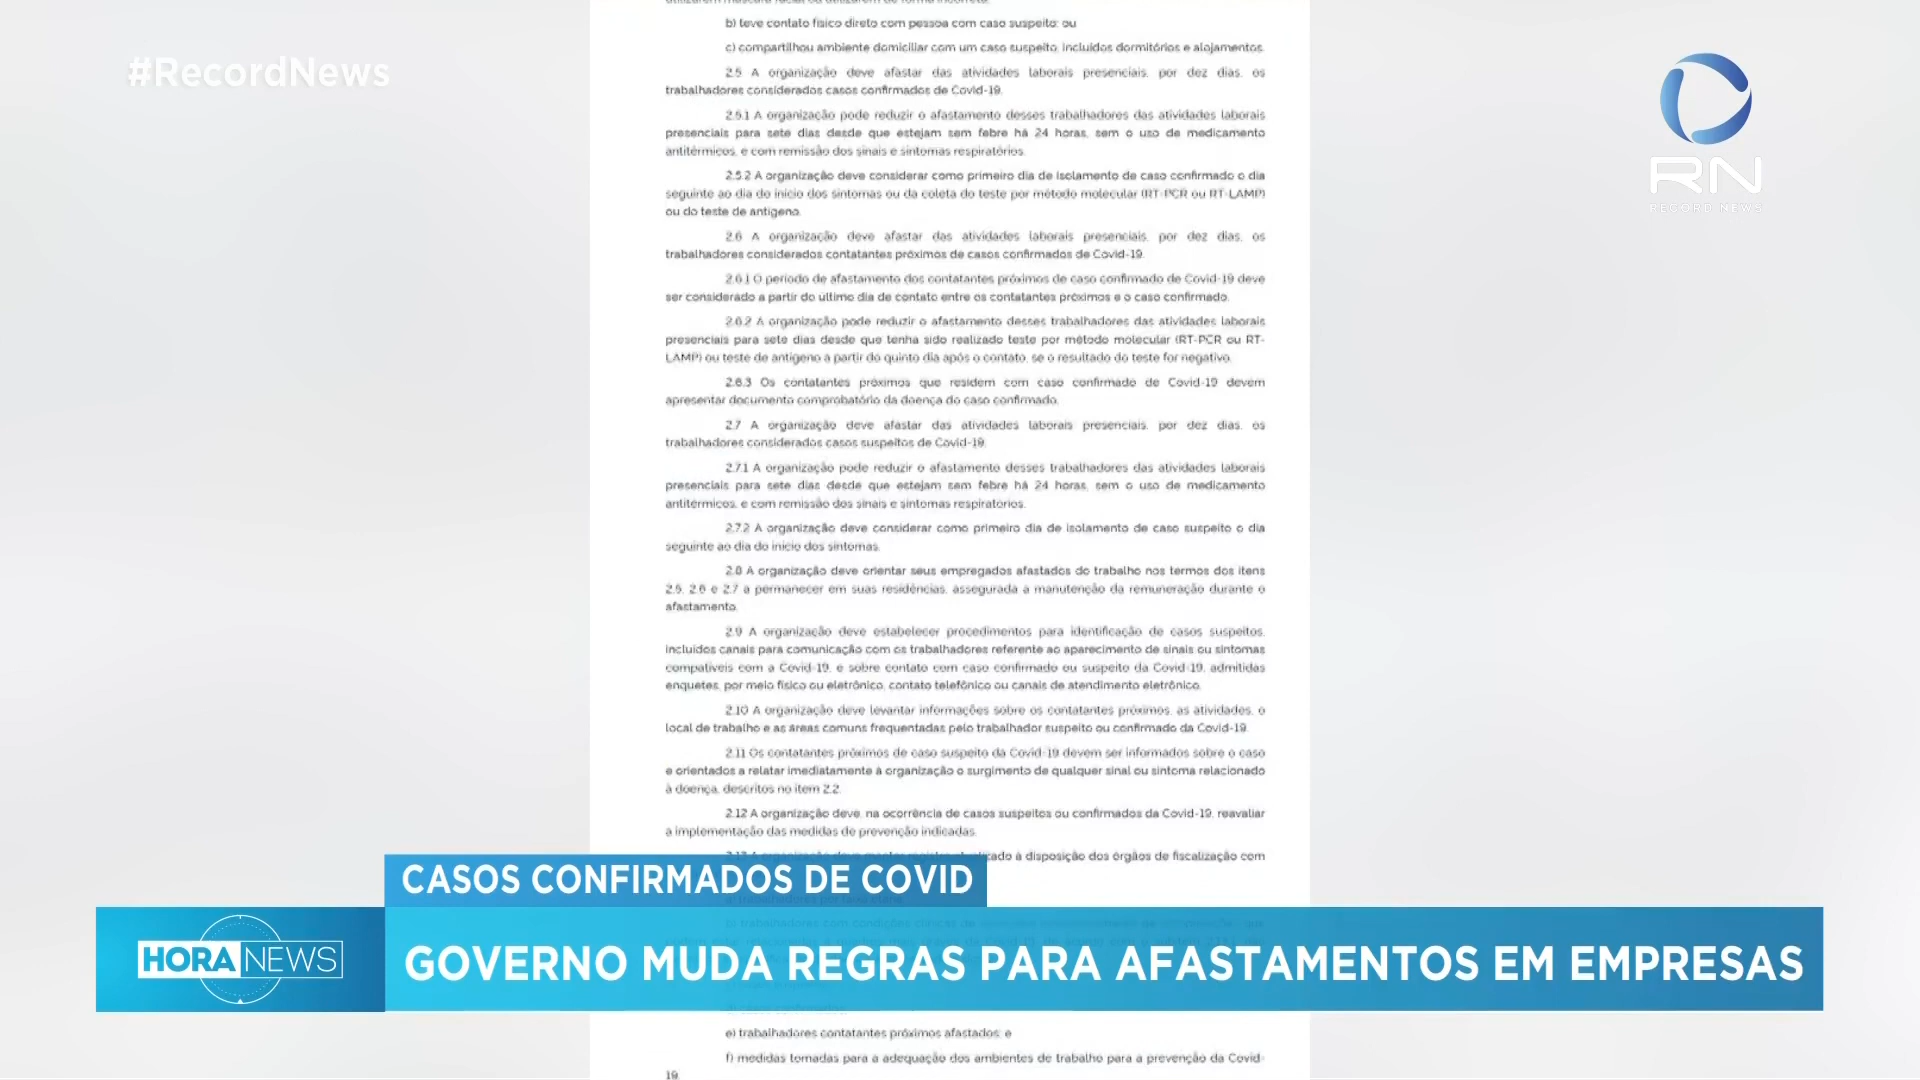 #RecordNews
RN
RECORD NEWS
utilizarem máscara facial ou utilizarem de forma incorreta;
b) teve contato físico direto com pessoa com caso suspeito; ou
c) compartilhou ambiente domiciliar com um caso suspeito, incluídos dormitórios e alojamentos.
2.5 A organização deve afastar das atividades laborais presenciais, por dez dias, os
trabalhadores considerados casos confirmados de Covid-19.
2.5.1 A organização pode reduzir o afastamento desses trabalhadores das atividades laborais
presenciais para sete dias desde que estejam sem febre há 24 horas, sem o uso de medicamento
antitérmicos, e com remissão dos sinais e sintomas respiratórios.
2.5.2 A organização deve considerar como primeiro dia de isolamento de caso confirmado o dia
seguinte ao dia do início dos sintomas ou da coleta do teste por método molecular (RT-PCR ou RT-LAMP)
ou do teste de antígeno.
2.6 A organização deve afastar das atividades laborais presenciais, por dez dias, os
trabalhadores considerados contatantes próximos de casos confirmados de Covid-19.
2.6.1 O período de afastamento dos contatantes próximos de caso confirmado de Covid-19 deve
ser considerado a partir do último dia de contato entre os contatantes próximos e o caso confirmado.
2.6.2 A organização pode reduzir o afastamento desses trabalhadores das atividades laborais
presenciais para sete dias desde que tenha sido realizado teste por método molecular (RT-PCR ou RT-
LAMP) ou teste de antígeno a partir do quinto dia após o contato, se o resultado do teste for negativo.
2.6.3 Os contatantes próximos que residem com caso confirmado de Covid-19 devem
apresentar documento comprobatório da doença do caso confirmado.
2.7 A organização deve afastar das atividades laborais presenciais, por dez dias, os
trabalhadores considerados casos suspeitos de Covid-19.
2.7.1 A organização pode reduzir o afastamento desses trabalhadores das atividades laborais
presenciais para sete dias desde que estejam sem febre há 24 horas, sem o uso de medicamento
antitérmicos, e com remissão dos sinais e sintomas respiratórios.
2.7.2 A organização deve considerar como primeiro dia de isolamento de caso suspeito o dia
seguinte ao dia do início dos sintomas.
2.8 A organização deve orientar seus empregados afastados do trabalho nos termos dos itens
2.5, 2.6 e 2.7 a permanecer em suas residências, assegurada a manutenção da remuneração durante o
afastamento.
2.9 A organização deve estabelecer procedimentos para identificação de casos suspeitos,
incluídos canais para comunicação com os trabalhadores referente ao aparecimento de sinais ou sintomas
compatíveis com a Covid-19, e sobre contato com caso confirmado ou suspeito da Covid-19, admitidas
enquetes, por meio físico ou eletrônico, contato telefônico ou canais de atendimento eletrônico.
2.10 A organização deve levantar informações sobre os contatantes próximos, as atividades, o
local de trabalho e as áreas comuns frequentadas pelo trabalhador suspeito ou confirmado da Covid-19.
2.11 Os contatantes próximos de caso suspeito da Covid-19 devem ser informados sobre o caso
e orientados a relatar imediatamente à organização o surgimento de qualquer sinal ou sintoma relacionado
à doença, descritos no item 2.2.
2.12 A organização deve, na ocorrência de casos suspeitos ou confirmados da Covid-19, reavaliar
a implementação das medidas de prevenção indicadas.
2.13 A organização deve manter registro atualizado à disposição dos órgãos de fiscalização com
CASOS CONFIRMADOS DE COVID
HORA NEWS
GOVERNO MUDA REGRAS PARA AFASTAMENTOS EM EMPRESAS
e) trabalhadores contatantes próximos afastados; e
f) medidas tomadas para a adequação dos ambientes de trabalho para a prevenção da Covid-
19.